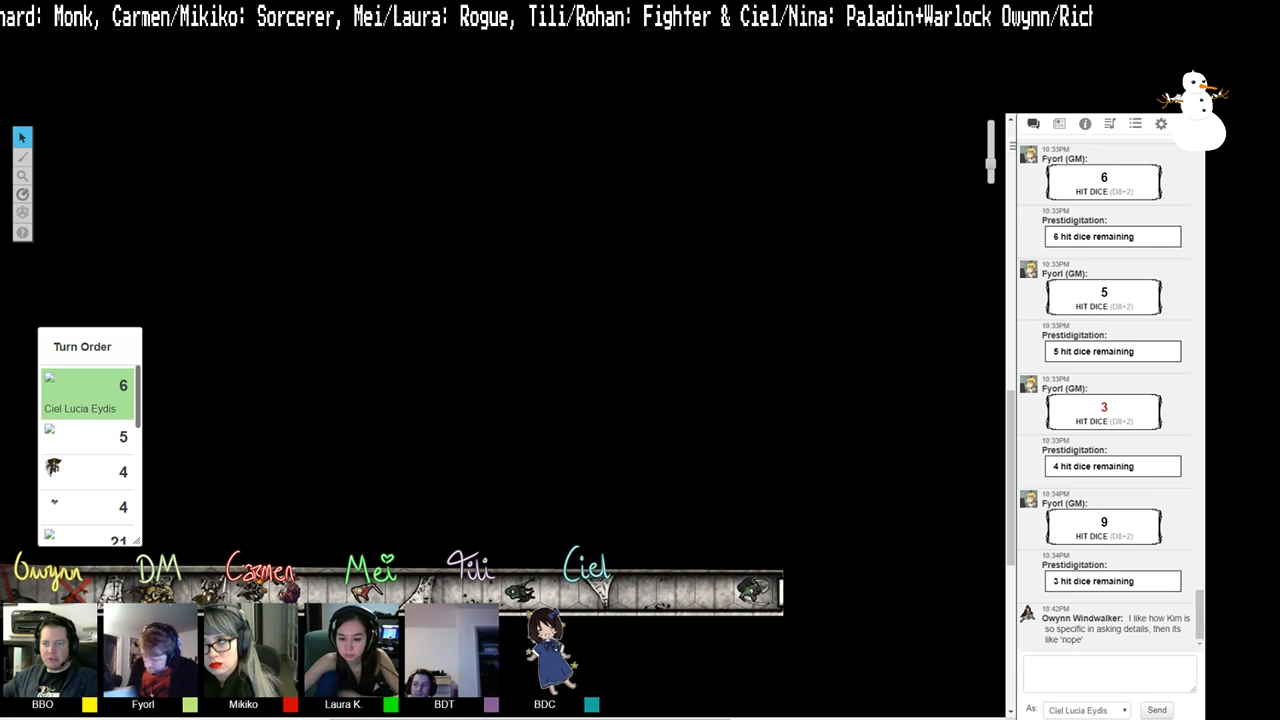 nard: Monk, Carmen/Mikiko: Sorcerer, Mei/Laura: Rogue, Tili/Rohan: Fighter & Ciel/Nina: Paladin+Warlock Owynn/Rich
10:33PM
Fyorl (GM):
6
HIT DICE (D8+2)
10:33PM
Prestidigitation:
6 hit dice remaining
10:33PM
Fyorl (GM):
5
HIT DICE (D8+2)
10:33PM
Prestidigitation:
5 hit dice remaining
10:33PM
Fyorl (GM):
3
HIT DICE (D8+2)
10:33PM
Prestidigitation:
4 hit dice remaining
10:34PM
Fyorl (GM):
9
HIT DICE (D8+2)
10:34PM
Prestidigitation:
3 hit dice remaining
10:42PM
Owynn Windwalker: I like how Kim is
so specific in asking details, then its
like 'nope'
As: Ciel Lucia Eydis Send
Turn Order
6
Ciel Lucia Eydis
5
4
4
21
Owynn DM Carmen Mei Tili Ciel
BBO Fyorl Mikiko Laura K. BDT BDC